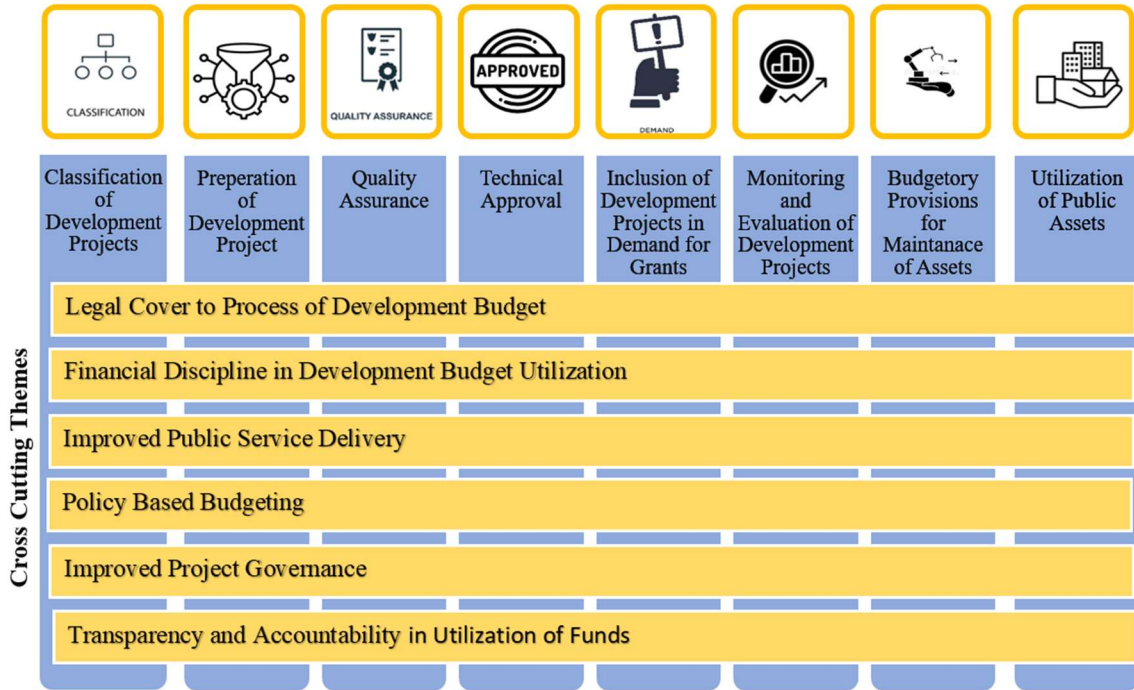 CLASSIFICATION
QUALITY ASSURANCE
APPROVED
DEMAND
Classification
of
Development
Projects
Preperation
of
Development
Project
Quality
Assurance
Technical
Approval
Inclusion of
Development
Projects in
Demand for
Grants
Monitoring
and
Evaluation of
Development
Projects
Budgetory
Provisions
for
Maintanace
of Assets
Utilization
of Public
Assets
Cross Cutting Themes
Legal Cover to Process of Development Budget
Financial Discipline in Development Budget Utilization
Improved Public Service Delivery
Policy Based Budgeting
Improved Project Governance
Transparency and Accountability in Utilization of Funds